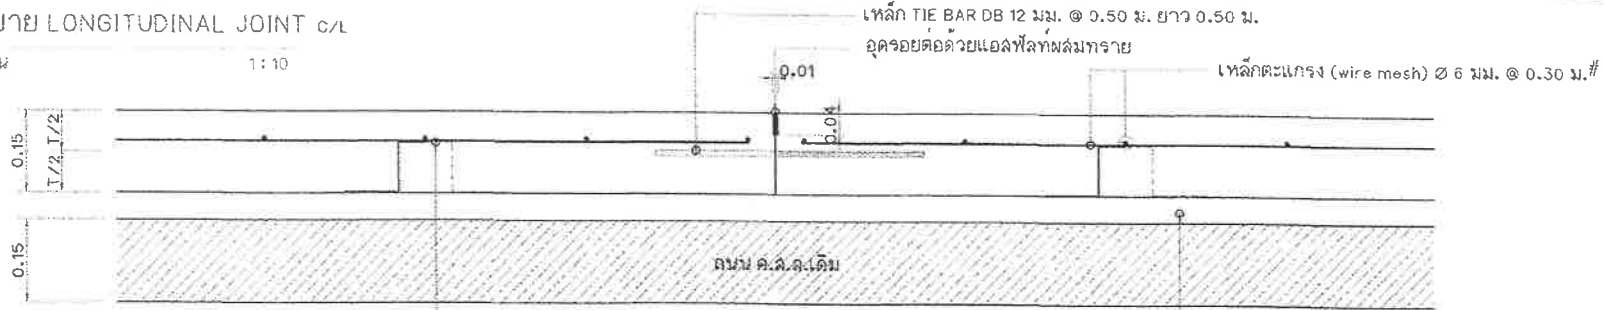 ขยาย LONGITUDINAL JOINT C/L
1:10
เหล็ก TIE BAR DB 12 มม. @ 0.50 ม. ยาว 0.50 ม.
อุดรอยต่อด้วยแอสฟัลท์ผสมทราย
เหล็กตะแกรง (wire mesh) Ø 6 มม. @ 0.30 ม.#
0.01
0.04
0.15
T/2
T/2
0.15
ถนน ค.ส.ล.เดิม